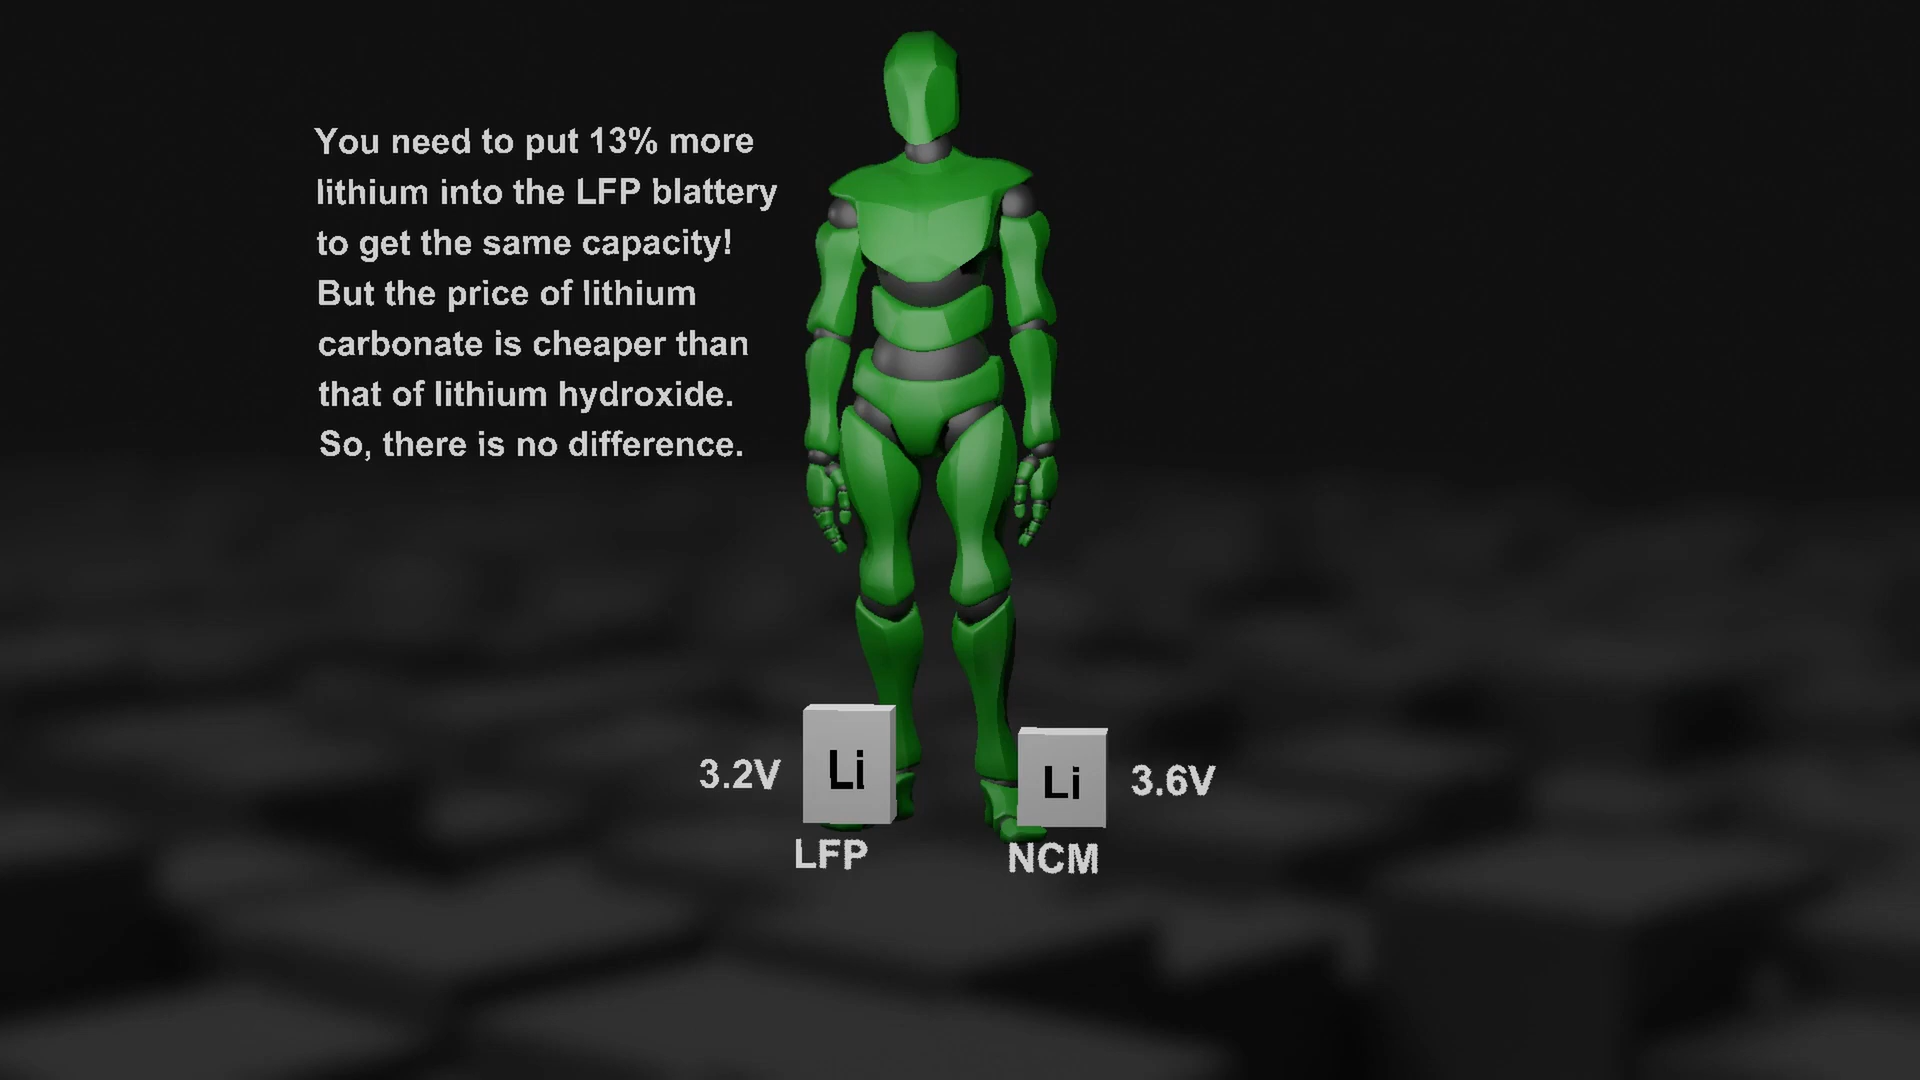 You need to put 13% more
lithium into the LFP blattery
to get the same capacity!
But the price of lithium
carbonate is cheaper than
that of lithium hydroxide.
So, there is no difference.
3.2V
Li
Li
3.6V
LFP
NCM